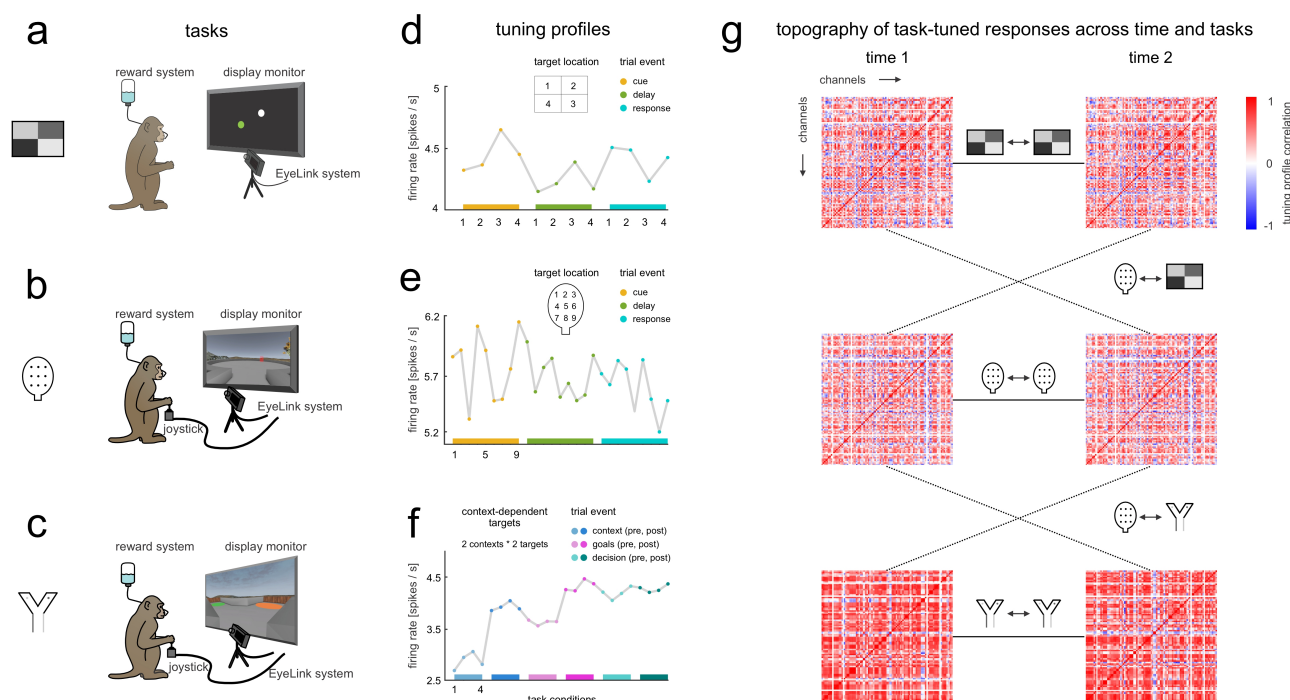 a
tasks
reward system
display monitor
EyeLink system
b
reward system
display monitor
EyeLink system
joystick
c
reward system
display monitor
joystick
EyeLink system
d
tuning profiles
target location
1 2
4 3
trial event
cue
delay
response
firing rate [spikes / s]
5
4.5
4
1 2 3 4 1 2 3 4 1 2 3 4
e
target location
1 2 3
4 5 6
7 8 9
trial event
cue
delay
response
firing rate [spikes / s]
6.2
5.7
5.2
1 5 9
f
context-dependent
targets
2 contexts * 2 targets
trial event
context (pre, post)
goals (pre, post)
decision (pre, post)
firing rate [spikes / s]
4.5
3.5
2.5
1 4
task conditions
g
topography of task-tuned responses across time and tasks
time 1
time 2
channels
channels
1
0
-1
tuning profile correlation